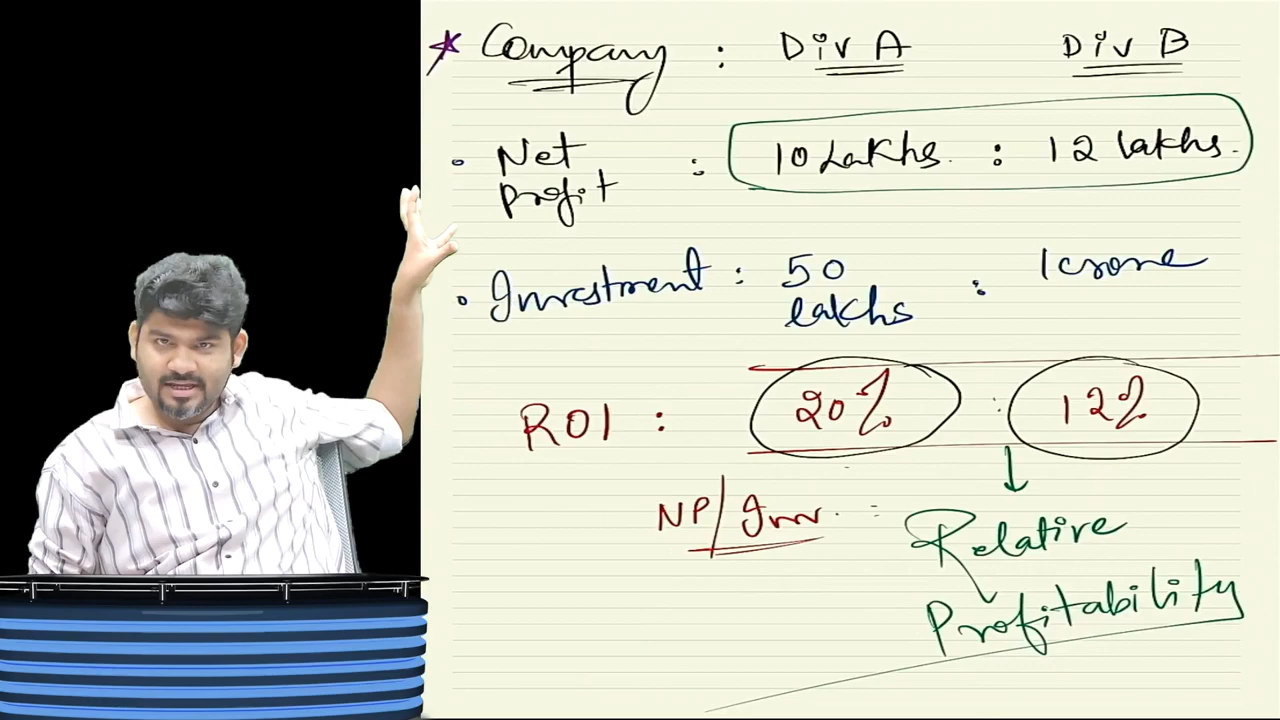 * Company : Div A Div B
• Net Profit : 10 Lakhs. : 12 lakhs.
• Investment : 50 lakhs : 1 crore
ROI : 20% : 12%
NP/Inv. :
Relative
Profitability